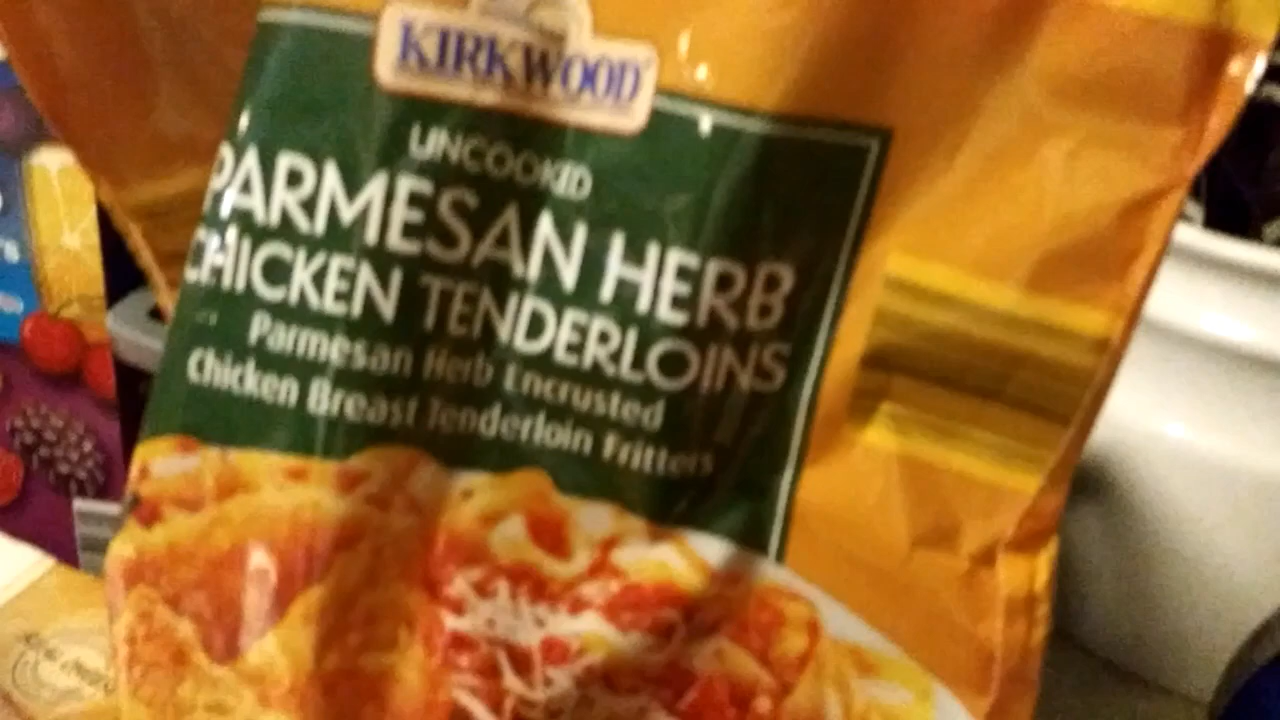 KIRKWOOD
UNCOOKED
PARMESAN HERB
CHICKEN TENDERLOINS
Parmesan Herb Encrusted
Chicken Breast Tenderloin Fritters